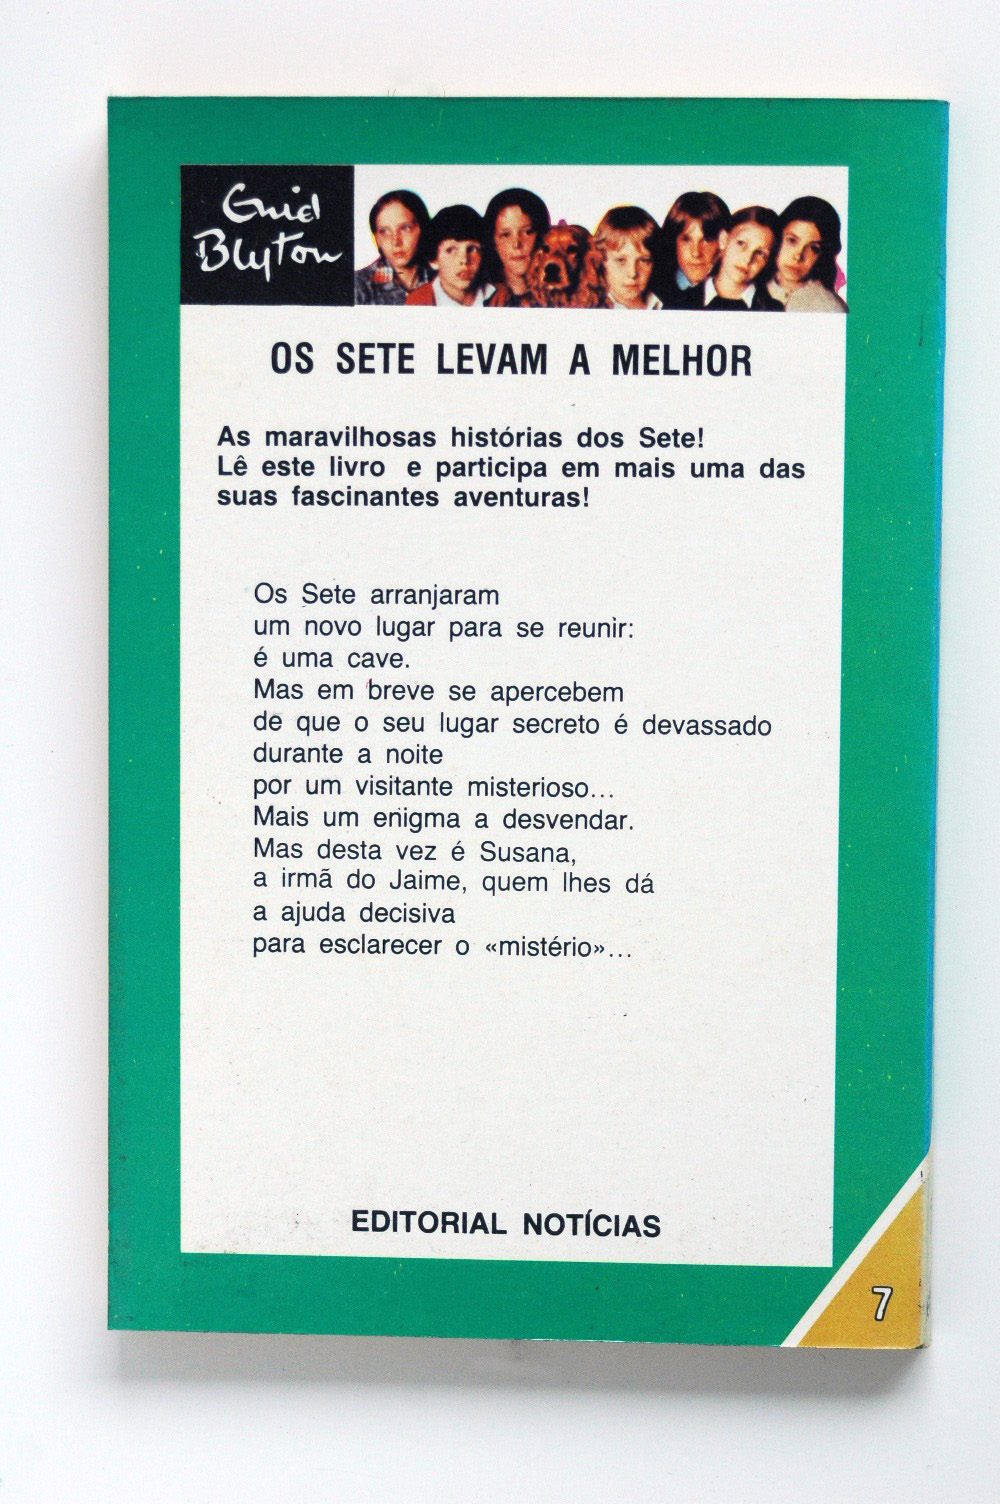 Enid
Blyton
OS SETE LEVAM A MELHOR
As maravilhosas histórias dos Sete!
Lê este livro e participa em mais uma das
suas fascinantes aventuras!
Os Sete arranjaram
um novo lugar para se reunir:
é uma cave.
Mas em breve se apercebem
de que o seu lugar secreto é devassado
durante a noite
por um visitante misterioso...
Mais um enigma a desvendar.
Mas desta vez é Susana,
a irmã do Jaime, quem lhes dá
a ajuda decisiva
para esclarecer o «mistério»...
EDITORIAL NOTÍCIAS
7